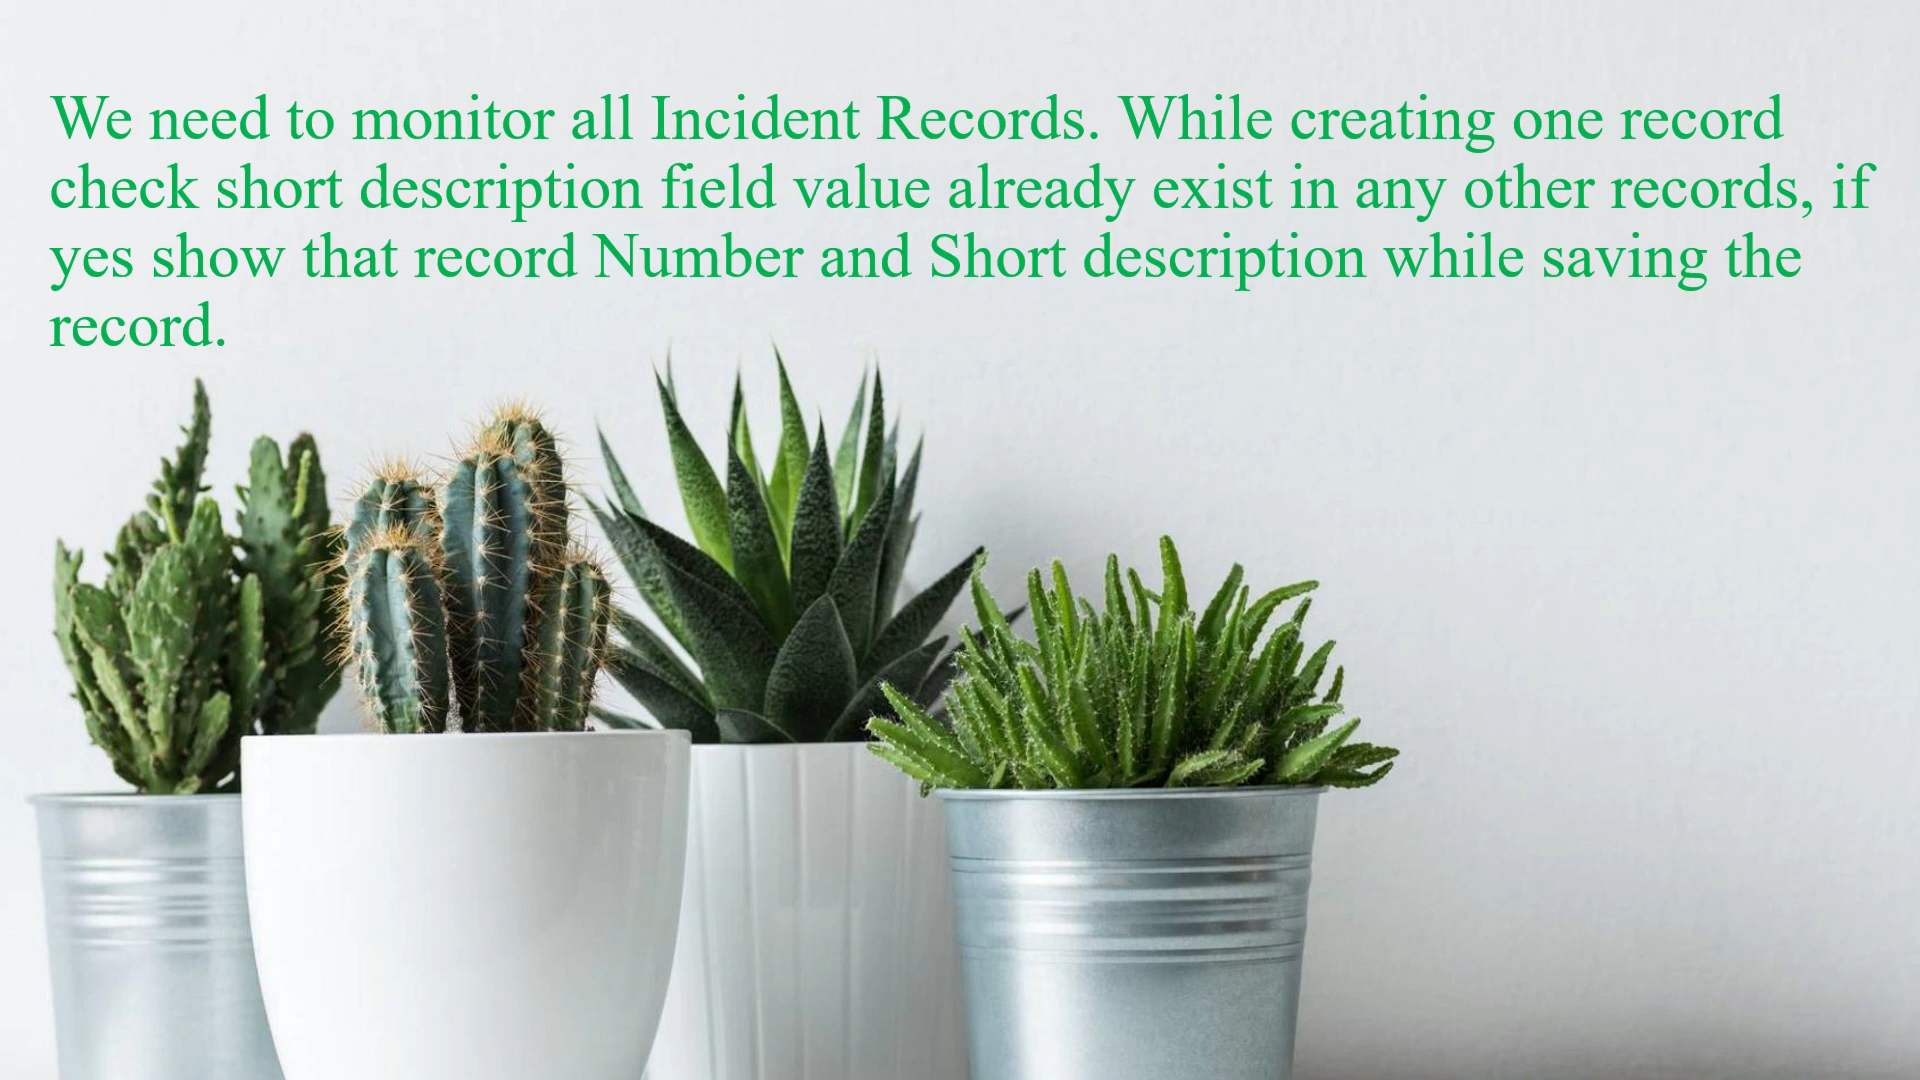 We need to monitor all Incident Records. While creating one record
check short description field value already exist in any other records, if
yes show that record Number and Short description while saving the
record.